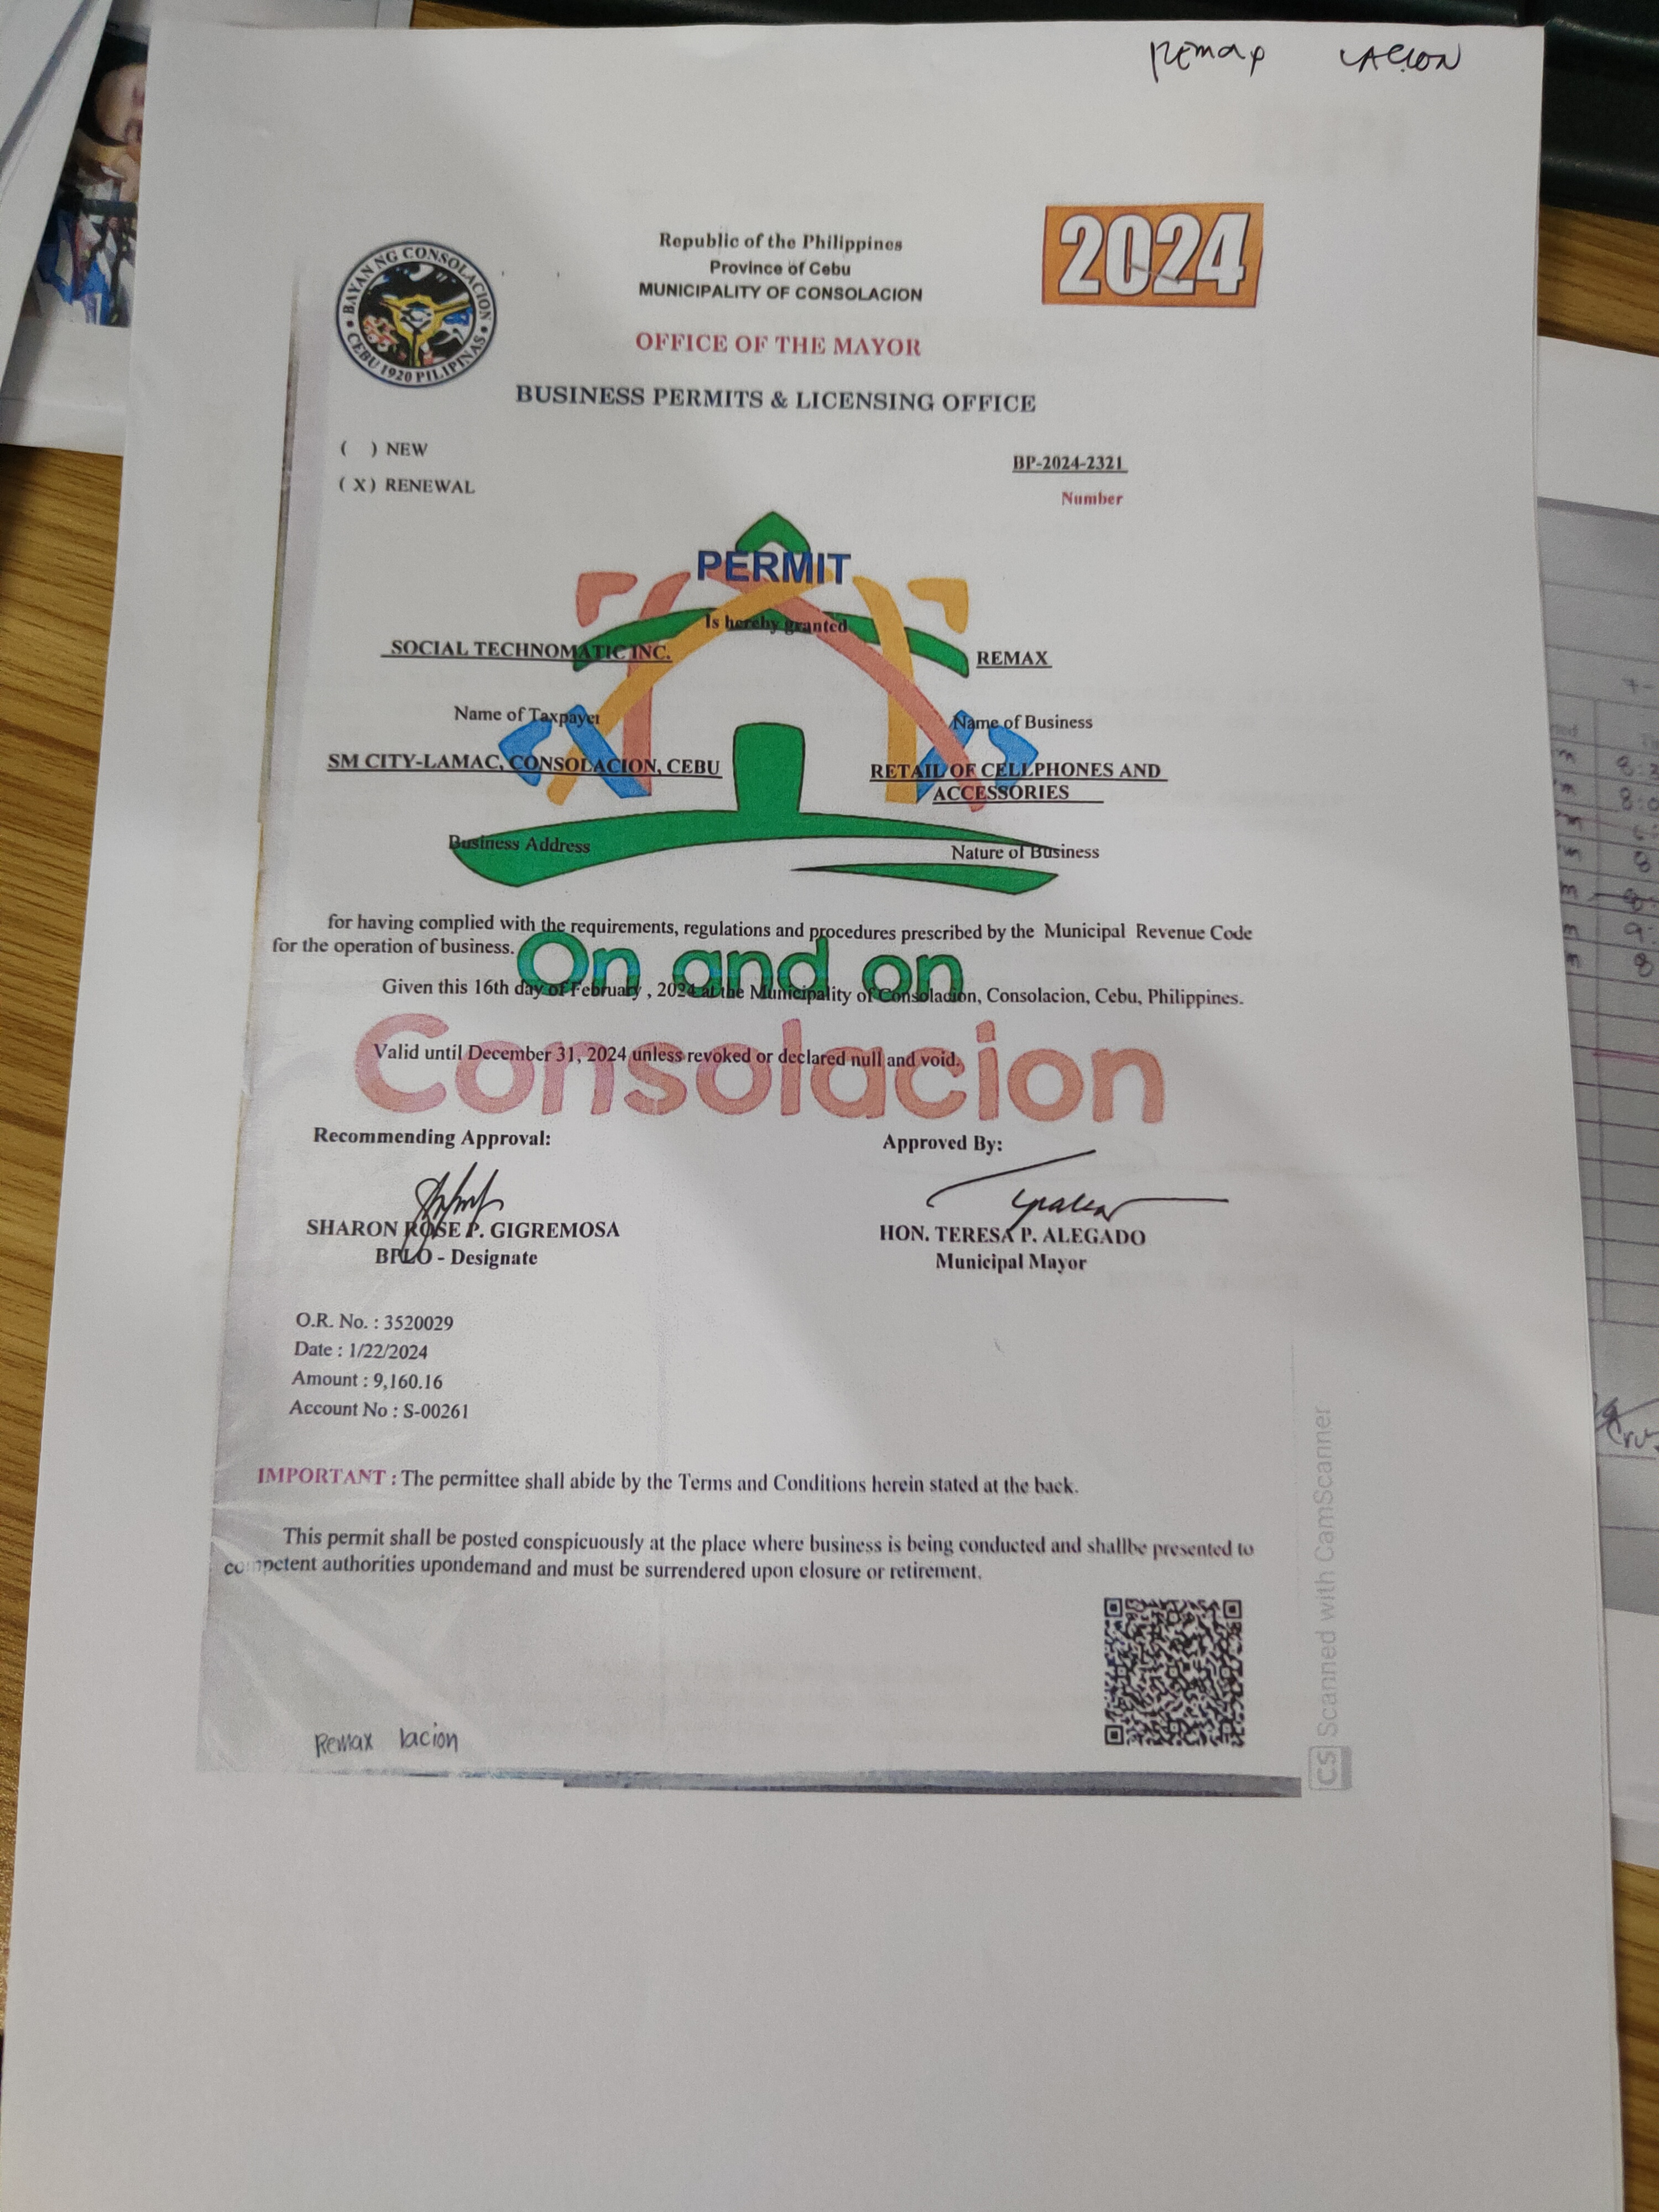 Remax Lacion
BAYAN NG CONSOLACION
CEBU 1920 PILIPINAS
Republic of the Philippines
Province of Cebu
MUNICIPALITY OF CONSOLACION
2024
OFFICE OF THE MAYOR
BUSINESS PERMITS & LICENSING OFFICE
( ) NEW
BP-2024-2321
( X ) RENEWAL
Number
PERMIT
Is hereby granted
SOCIAL TECHNOMATIC INC. REMAX
Name of Taxpayer Name of Business
SM CITY-LAMAC, CONSOLACION, CEBU RETAIL OF CELLPHONES AND
ACCESSORIES
Business Address Nature of Business
for having complied with the requirements, regulations and procedures prescribed by the Municipal Revenue Code
for the operation of business.
On and on
Given this 16th day of February , 2024 at the Municipality of Consolacion, Consolacion, Cebu, Philippines.
Consolacion
Valid until December 31, 2024 unless revoked or declared null and void.
Recommending Approval: Approved By:
SHARON ROSE P. GIGREMOSA HON. TERESA P. ALEGADO
BPLO - Designate Municipal Mayor
O.R. No. : 3520029
Date : 1/22/2024
Amount : 9,160.16
Account No : S-00261
IMPORTANT : The permittee shall abide by the Terms and Conditions herein stated at the back.
This permit shall be posted conspicuously at the place where business is being conducted and shallbe presented to
competent authorities upondemand and must be surrendered upon closure or retirement.
Remax lacion
CS Scanned with CamScanner